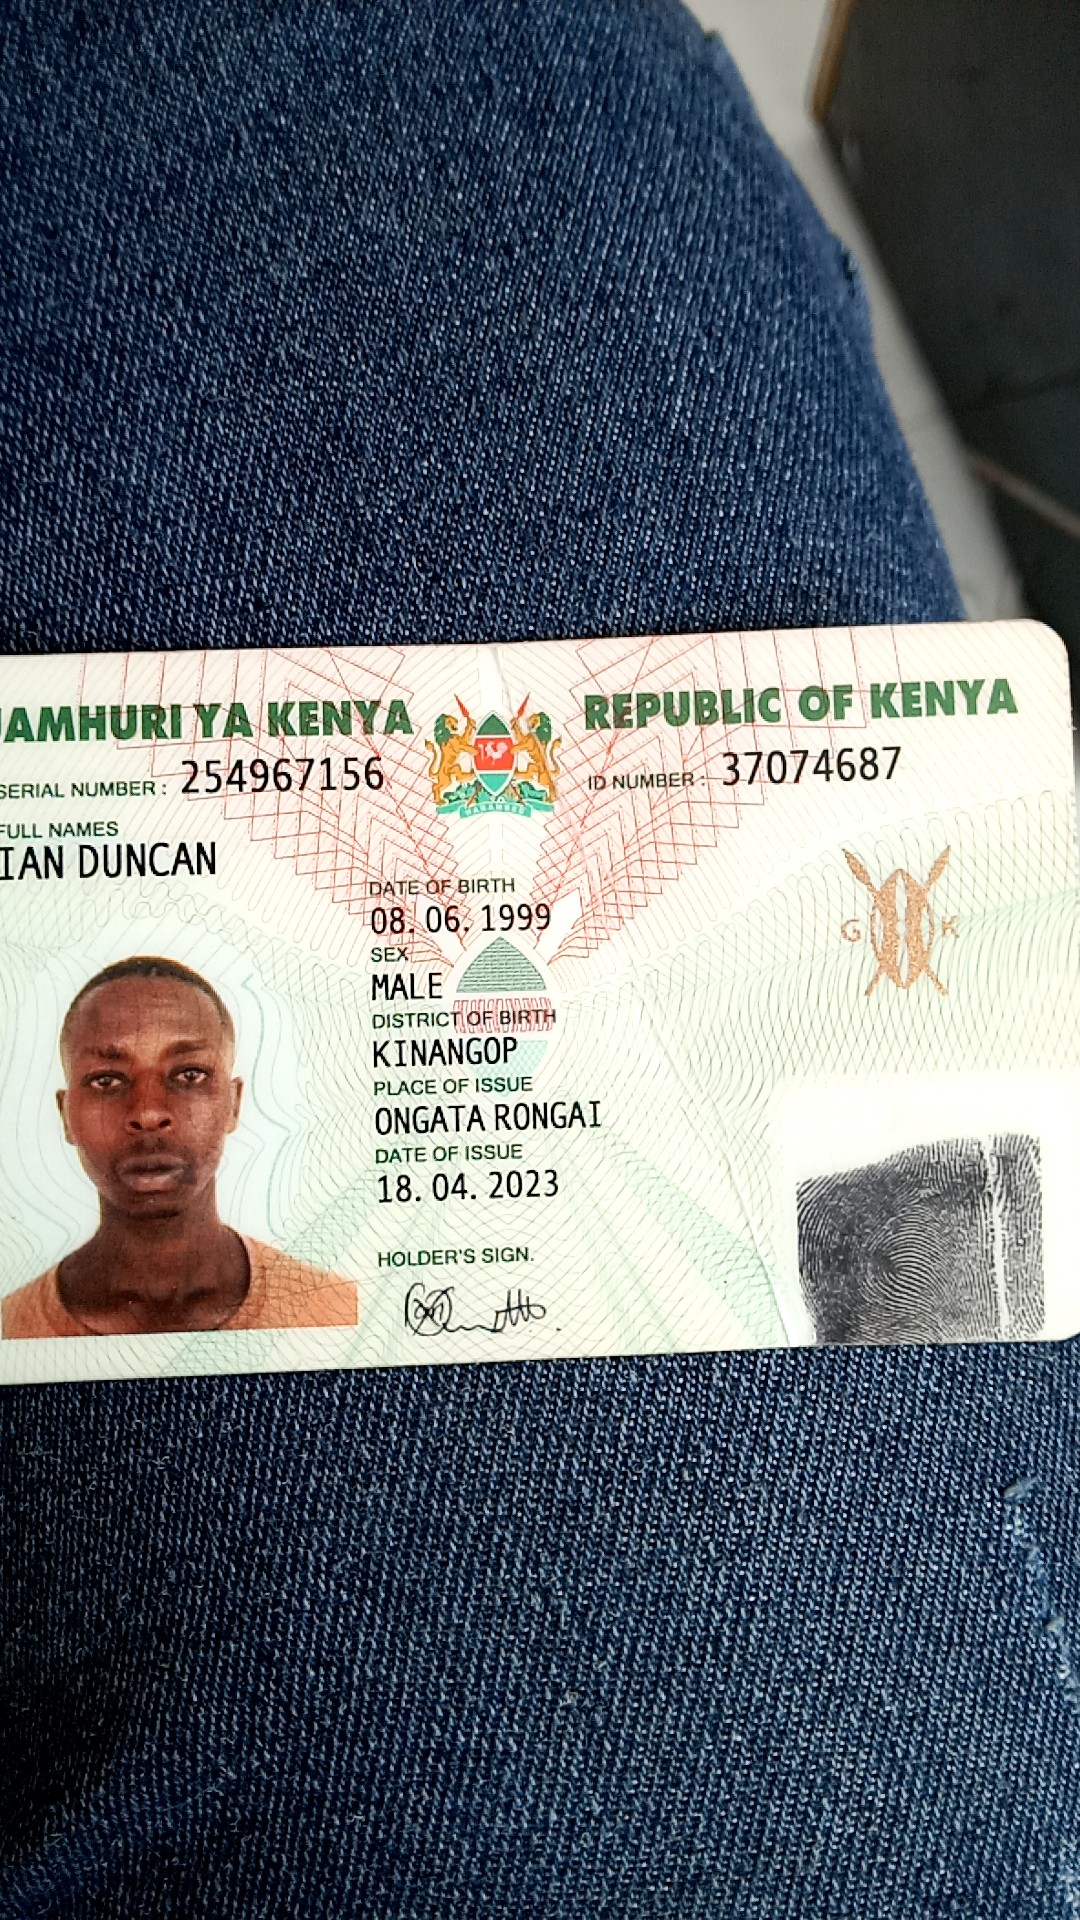 JAMHURI YA KENYA REPUBLIC OF KENYA
SERIAL NUMBER : 254967156 ID NUMBER : 37074687
FULL NAMES
IAN DUNCAN
DATE OF BIRTH
08. 06. 1999
SEX
MALE
DISTRICT OF BIRTH
KINANGOP
PLACE OF ISSUE
ONGATA RONGAI
DATE OF ISSUE
18. 04. 2023
HOLDER'S SIGN.
G K
HARAMBEE